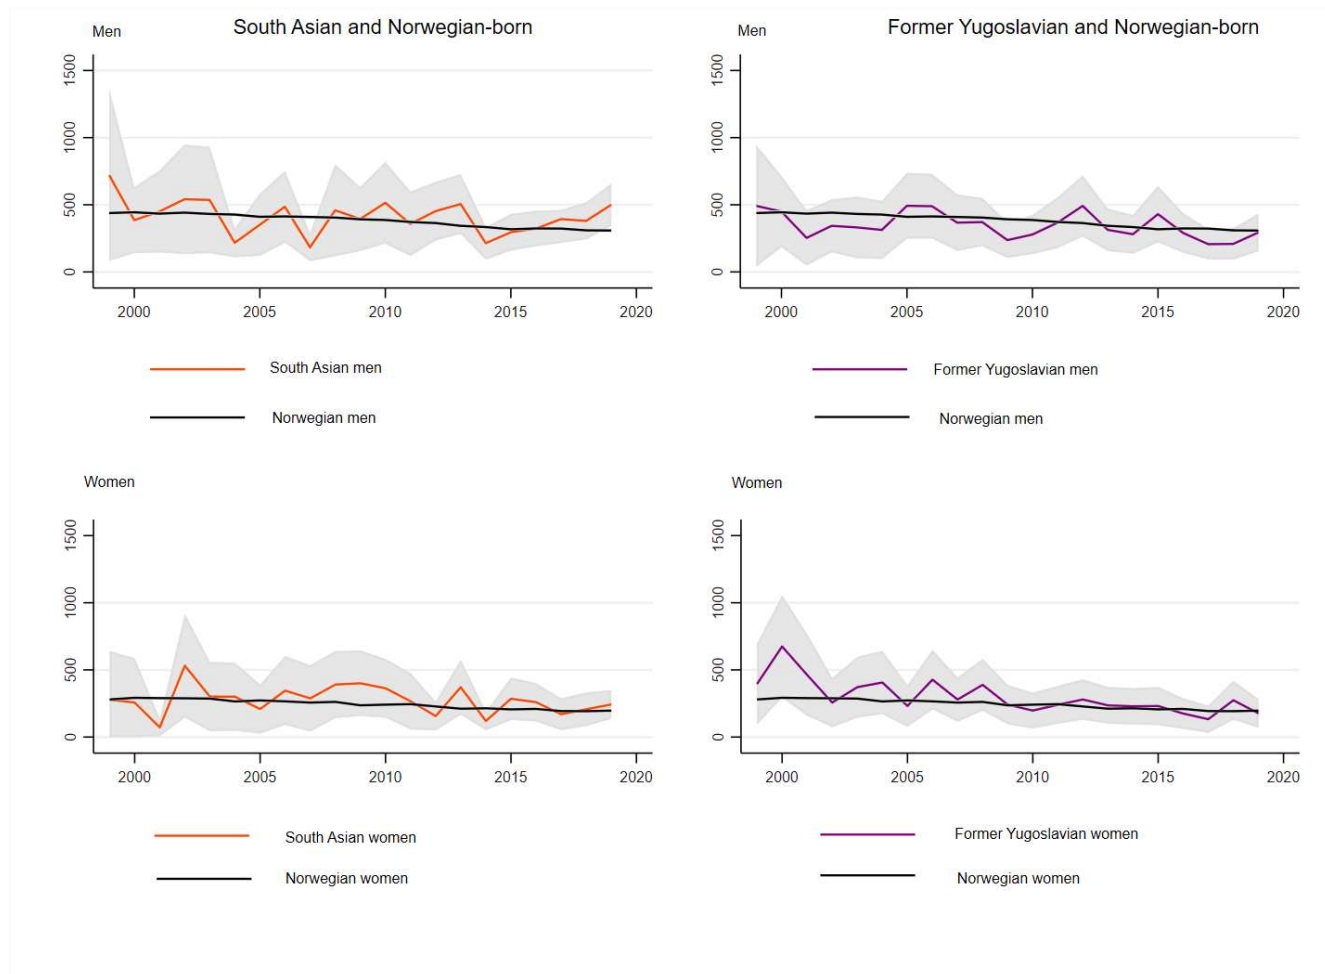 South Asian and Norwegian-born
Men
1500
1000
500
0
2000 2005 2010 2015 2020
South Asian men
Norwegian men
Former Yugoslavian and Norwegian-born
Men
1500
1000
500
0
2000 2005 2010 2015 2020
Former Yugoslavian men
Norwegian men
Women
1500
1000
500
0
2000 2005 2010 2015 2020
South Asian women
Norwegian women
Women
1500
1000
500
0
2000 2005 2010 2015 2020
Former Yugoslavian women
Norwegian women